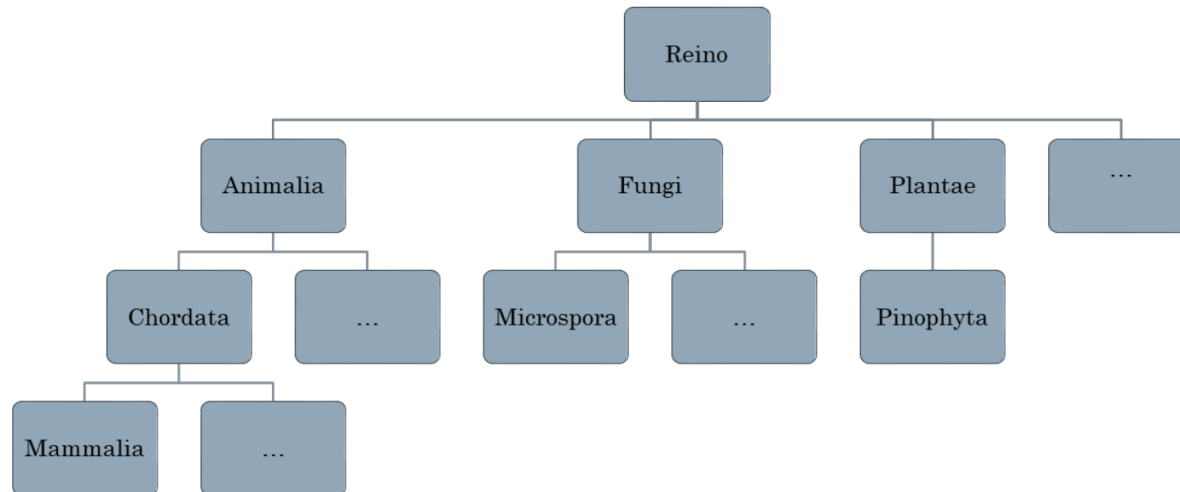 Reino
Animalia
Fungi
Plantae
...
Chordata
...
Microspora
...
Pinophyta
Mammalia
...